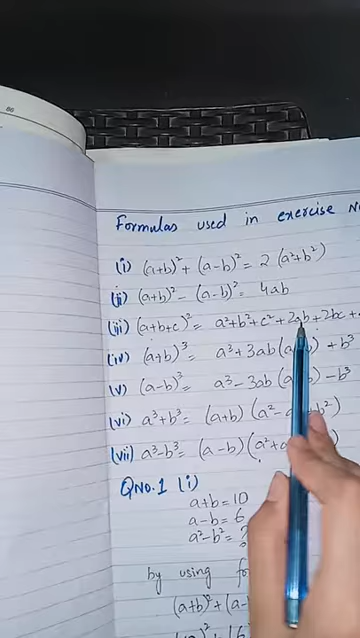 66
Formulas used in exercise
(i) (a+b)² + (a-b)² = 2 (a²+b²)
(ii) (a+b)² - (a-b)² = 4ab
(iii) (a+b+c)² = a²+b²+c²+2ab+2bc+
(iv) (a+b)³ = a³+3ab( b) +b³
(v) (a-b)³ = a³-3ab( b) -b³
(vi) a³+b³= (a+b) (a²- b²)
(vii) a³-b³= (a-b) (a²+ )
QNo.1 (i)
a+b=10
a-b=6
a²-b²=?
by using
(a+b)²+(a-